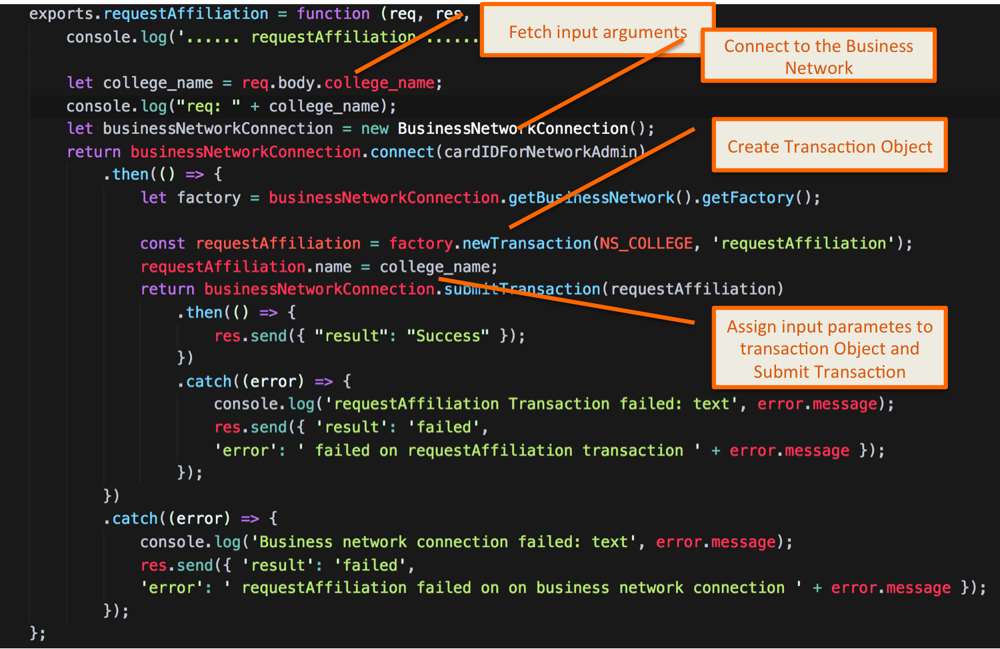 exports.requestAffiliation = function (req, res,
console.log('...... requestAffiliation ......
let college_name = req.body.college_name;
console.log("req: " + college_name);
let businessNetworkConnection = new BusinessNetworkConnection();
return businessNetworkConnection.connect(cardIDForNetworkAdmin)
.then(() => {
let factory = businessNetworkConnection.getBusinessNetwork().getFactory();
const requestAffiliation = factory.newTransaction(NS_COLLEGE, 'requestAffiliation');
requestAffiliation.name = college_name;
return businessNetworkConnection.submitTransaction(requestAffiliation)
.then(() => {
res.send({ "result": "Success" });
})
.catch((error) => {
console.log('requestAffiliation Transaction failed: text', error.message);
res.send({ 'result': 'failed',
'error': ' failed on requestAffiliation transaction ' + error.message });
});
})
.catch((error) => {
console.log('Business network connection failed: text', error.message);
res.send({ 'result': 'failed',
'error': ' requestAffiliation failed on on business network connection ' + error.message });
});
};
Fetch input arguments
Connect to the Business
Network
Create Transaction Object
Assign input parametes to
transaction Object and
Submit Transaction